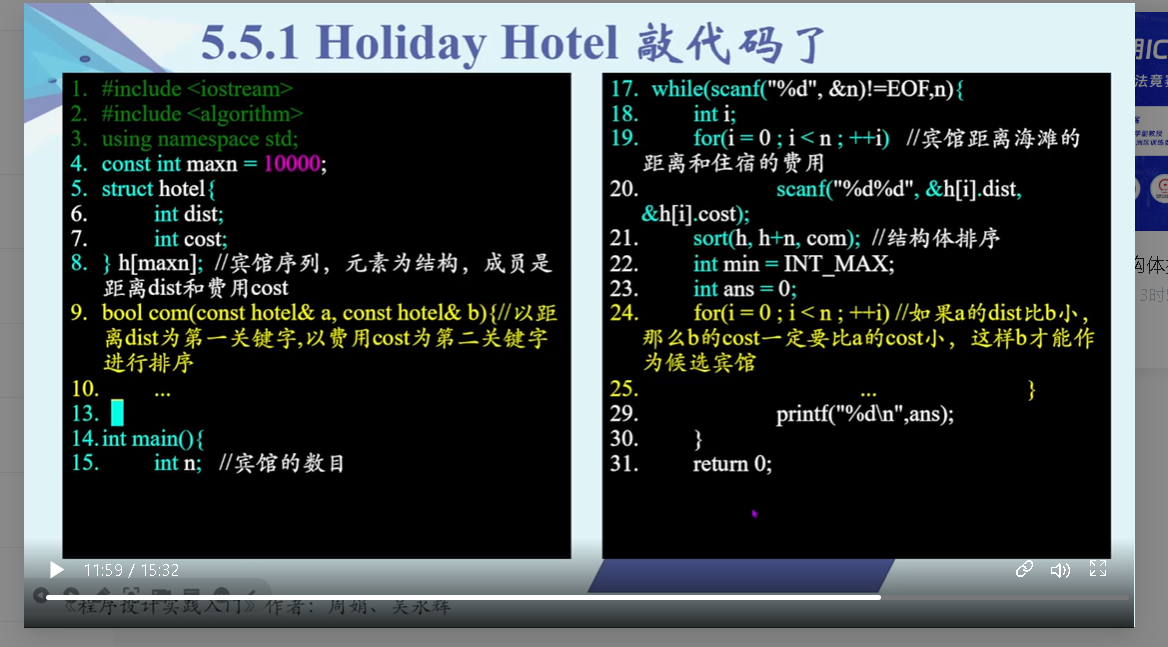 5.5.1 Holiday Hotel 敲代码了
1. #include <iostream>
2. #include <algorithm>
3. using namespace std;
4. const int maxn = 10000;
5. struct hotel{
6. int dist;
7. int cost;
8. } h[maxn]; //宾馆序列，元素为结构，成员是
距离dist和费用cost
9. bool com(const hotel& a, const hotel& b){//以距
离dist为第一关键字,以费用cost为第二关键字
进行排序
10. ...
13.
14. int main(){
15. int n; //宾馆的数目
17. while(scanf("%d", &n)!=EOF,n){
18. int i;
19. for(i = 0 ; i < n ; ++i) //宾馆距离海滩的
距离和住宿的费用
20. scanf("%d%d", &h[i].dist,
&h[i].cost);
21. sort(h, h+n, com); //结构体排序
22. int min = INT_MAX;
23. int ans = 0;
24. for(i = 0 ; i < n ; ++i) //如果a的dist比b小，
那么b的cost一定要比a的cost小，这样b才能作
为候选宾馆
25. ... }
29. printf("%d\n",ans);
30. }
31. return 0;
11:59 / 15:32
《程序设计实践入门》作者：周娟、吴永辉